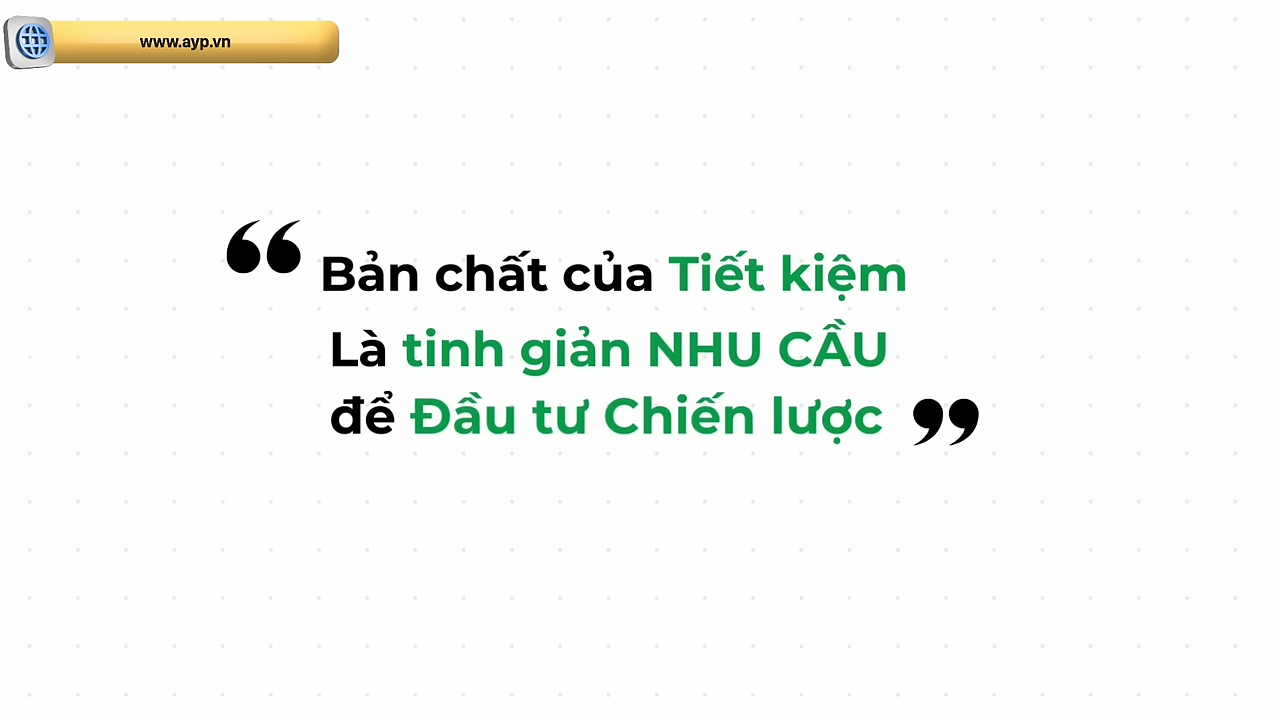 www.ayp.vn
“Bản chất của Tiết kiệm
Là tinh giản NHU CẦU
để Đầu tư Chiến lược”